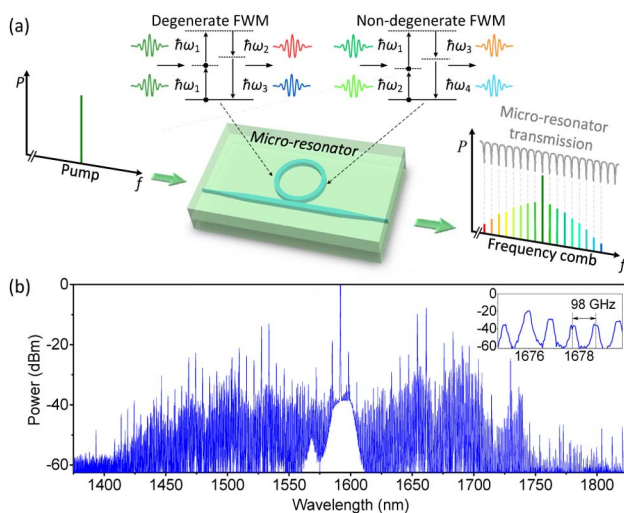 (a)
Degenerate FWM
Non-degenerate FWM
ħω1
ħω2
ħω1
ħω3
ħω1
ħω3
ħω2
ħω4
P
Pump
f
Micro-resonator
Micro-resonator
transmission
P
Frequency comb
f
(b)
0
-20
-40
-60
Power (dBm)
1400
1450
1500
1550
1600
1650
1700
1750
1800
Wavelength (nm)
0
-20
-40
-60
98 GHz
1676
1678